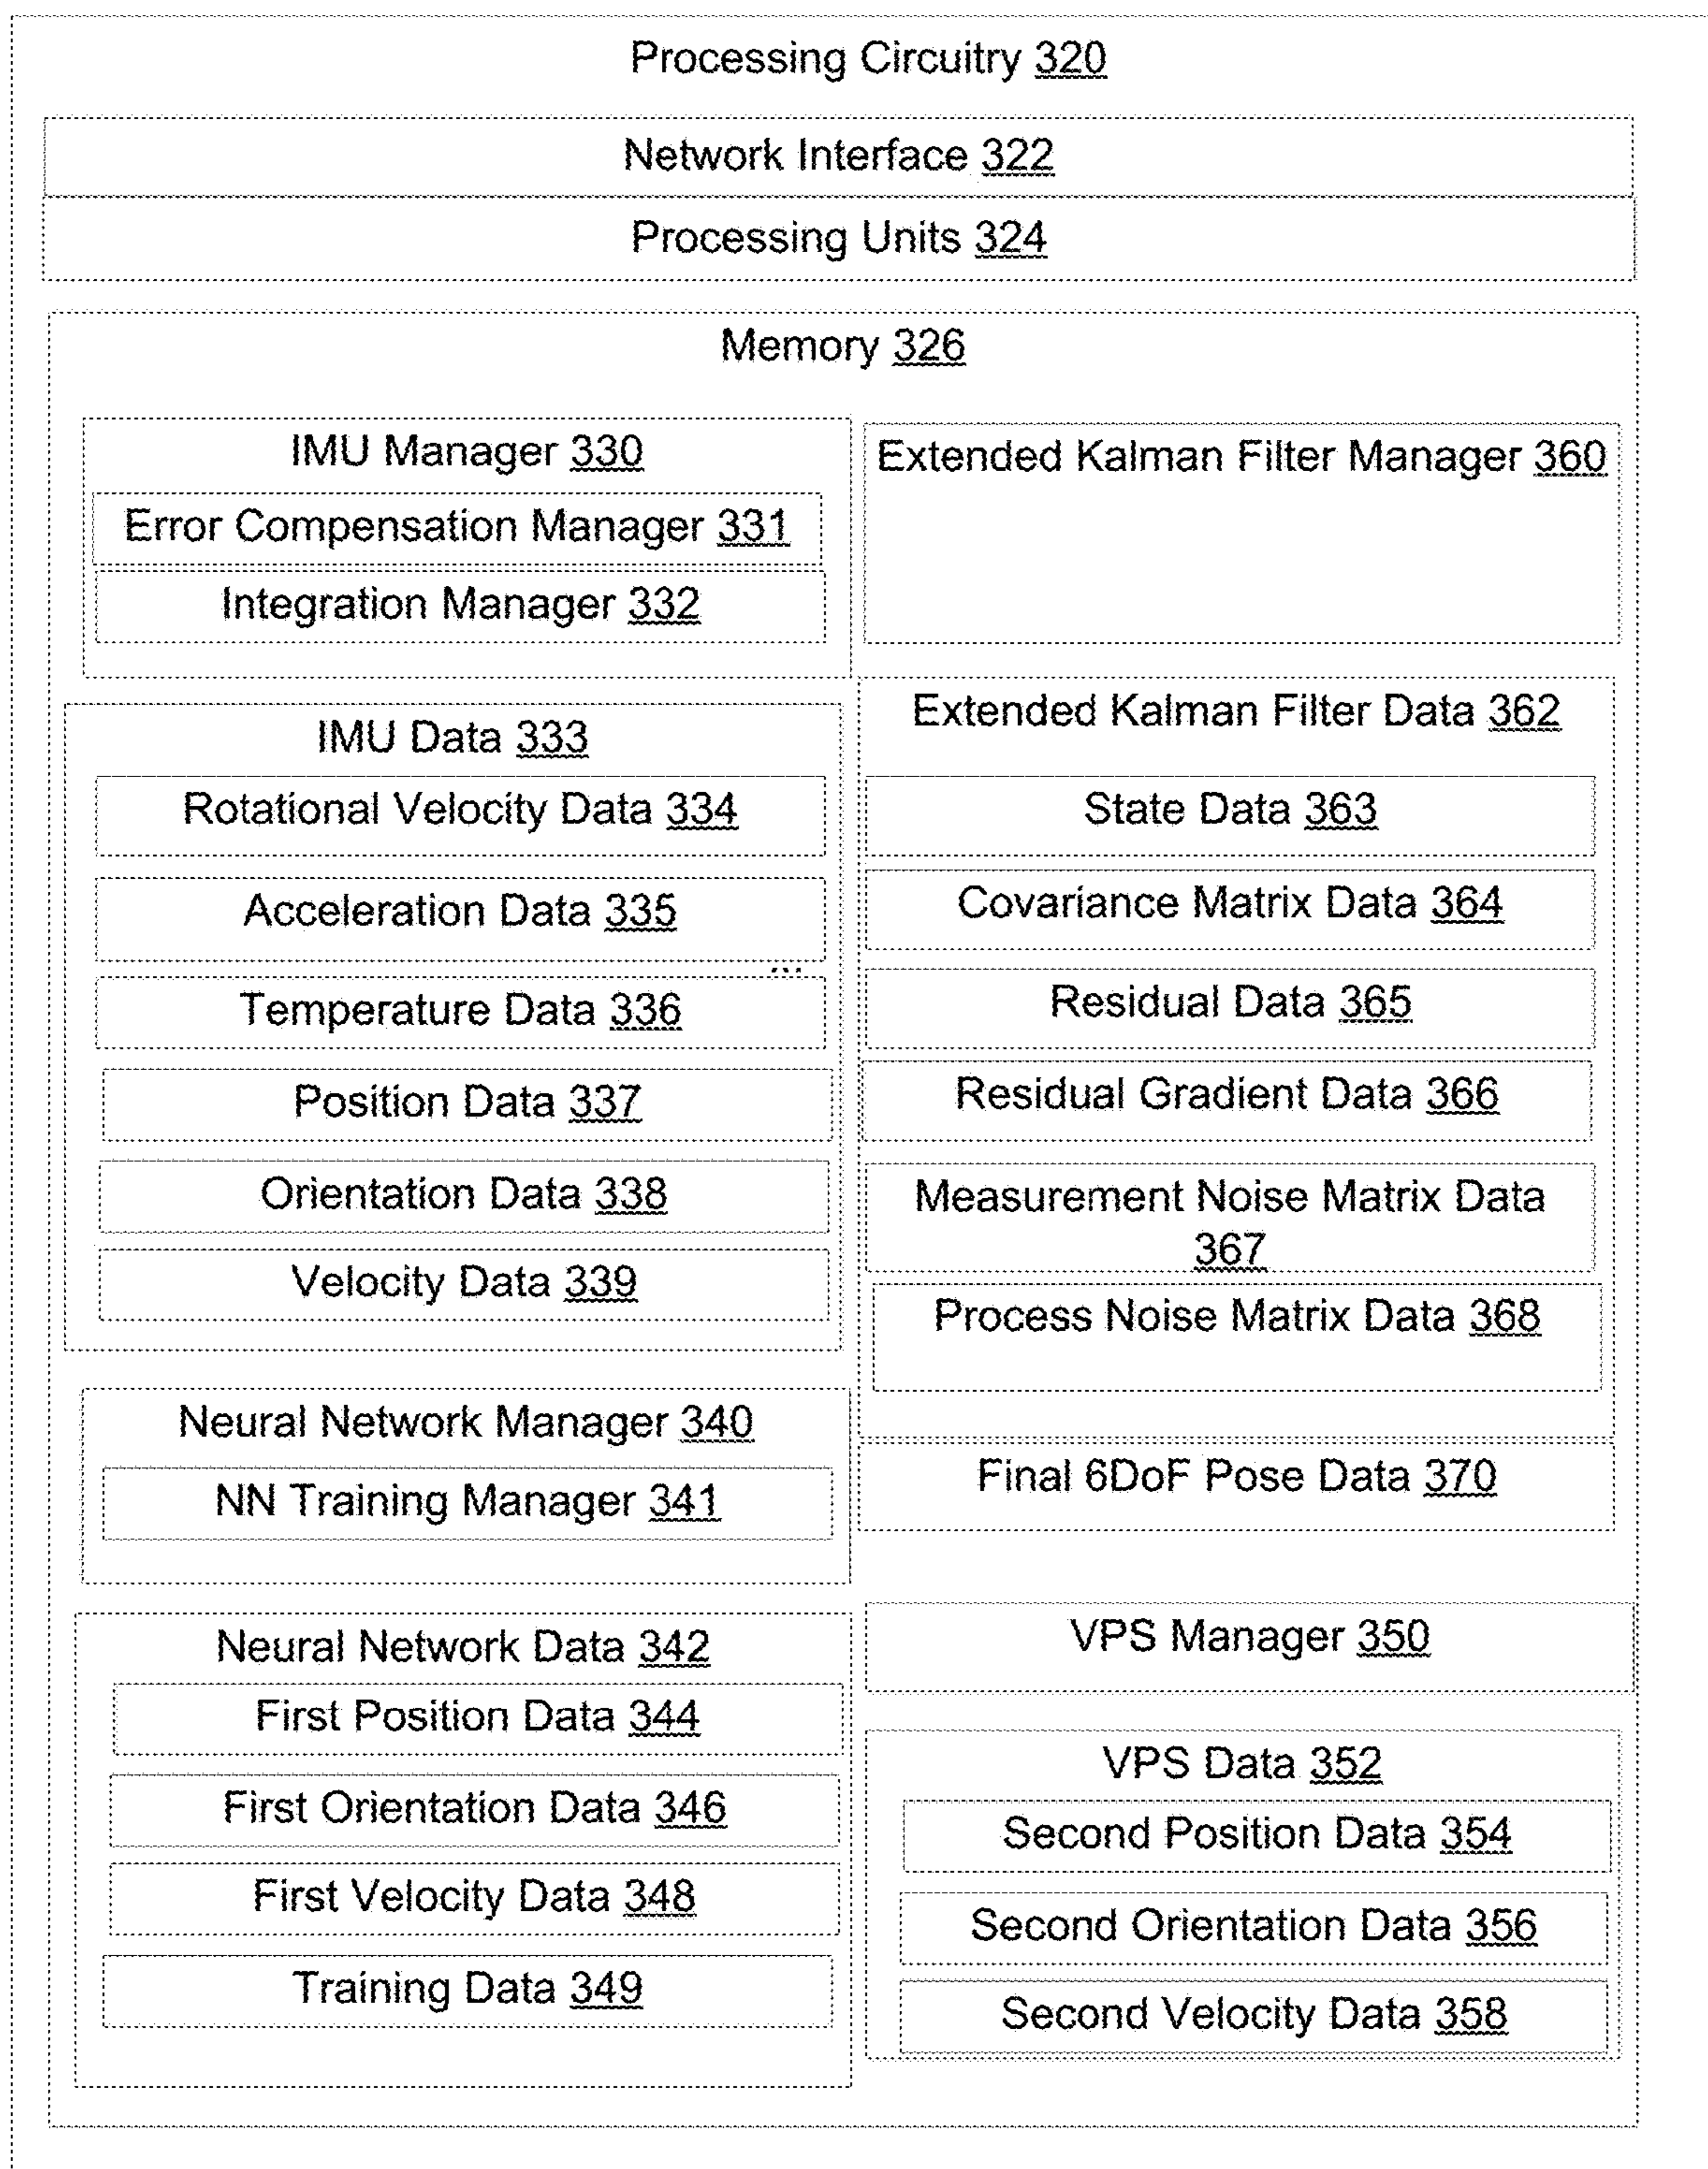 Processing Circuitry 320
Network Interface 322
Processing Units 324
Memory 326
IMU Manager 330
Error Compensation Manager 331
Integration Manager 332
IMU Data 333
Rotational Velocity Data 334
Acceleration Data 335
...
Temperature Data 336
Position Data 337
Orientation Data 338
Velocity Data 339
Neural Network Manager 340
NN Training Manager 341
Neural Network Data 342
First Position Data 344
First Orientation Data 346
First Velocity Data 348
Training Data 349
Extended Kalman Filter Manager 360
Extended Kalman Filter Data 362
State Data 363
Covariance Matrix Data 364
Residual Data 365
Residual Gradient Data 366
Measurement Noise Matrix Data
367
Process Noise Matrix Data 368
Final 6DoF Pose Data 370
VPS Manager 350
VPS Data 352
Second Position Data 354
Second Orientation Data 356
Second Velocity Data 358